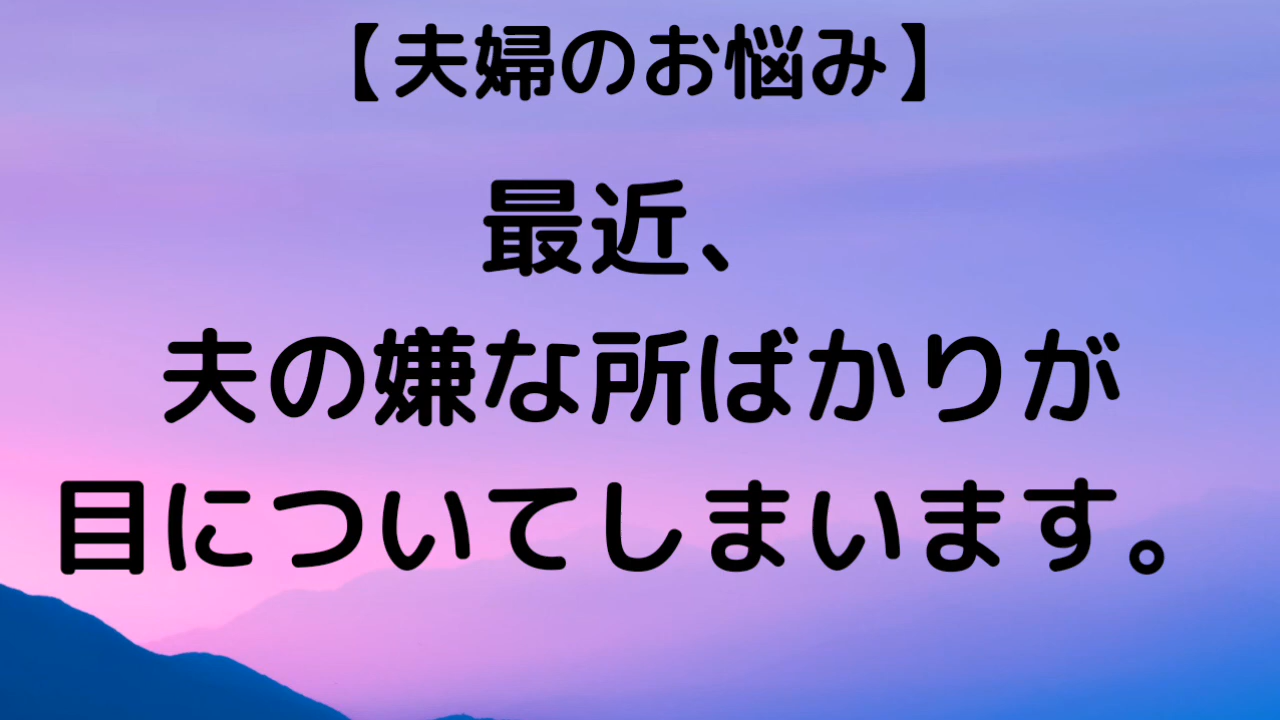 【夫婦のお悩み】
最近、
夫の嫌な所ばかりが
目についてしまいます。